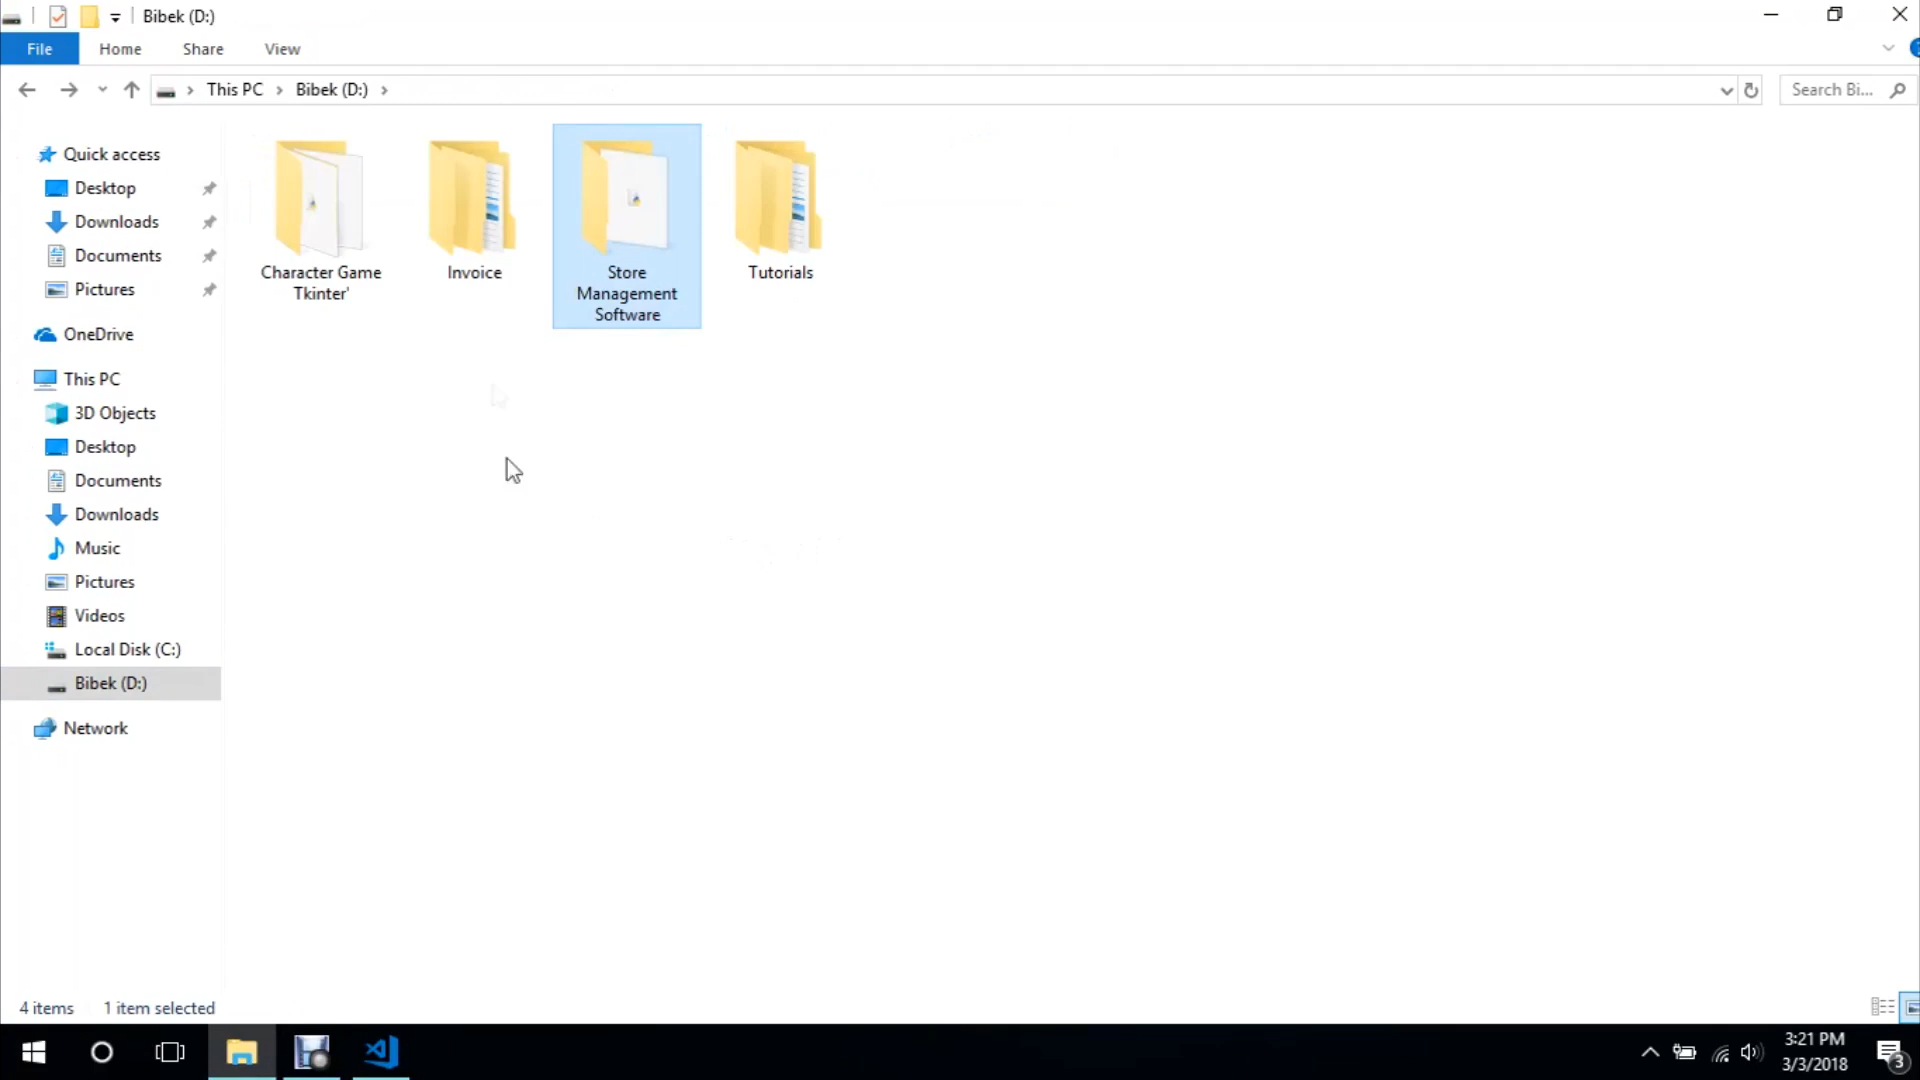 Bibek (D:)
File Home Share View
This PC Bibek (D:)
Search Bi...
Quick access
Desktop
Downloads
Documents
Pictures
OneDrive
This PC
3D Objects
Desktop
Documents
Downloads
Music
Pictures
Videos
Local Disk (C:)
Bibek (D:)
Network
Character Game
Tkinter'
Invoice
Store
Management
Software
Tutorials
4 items 1 item selected
3:21 PM
3/3/2018
3